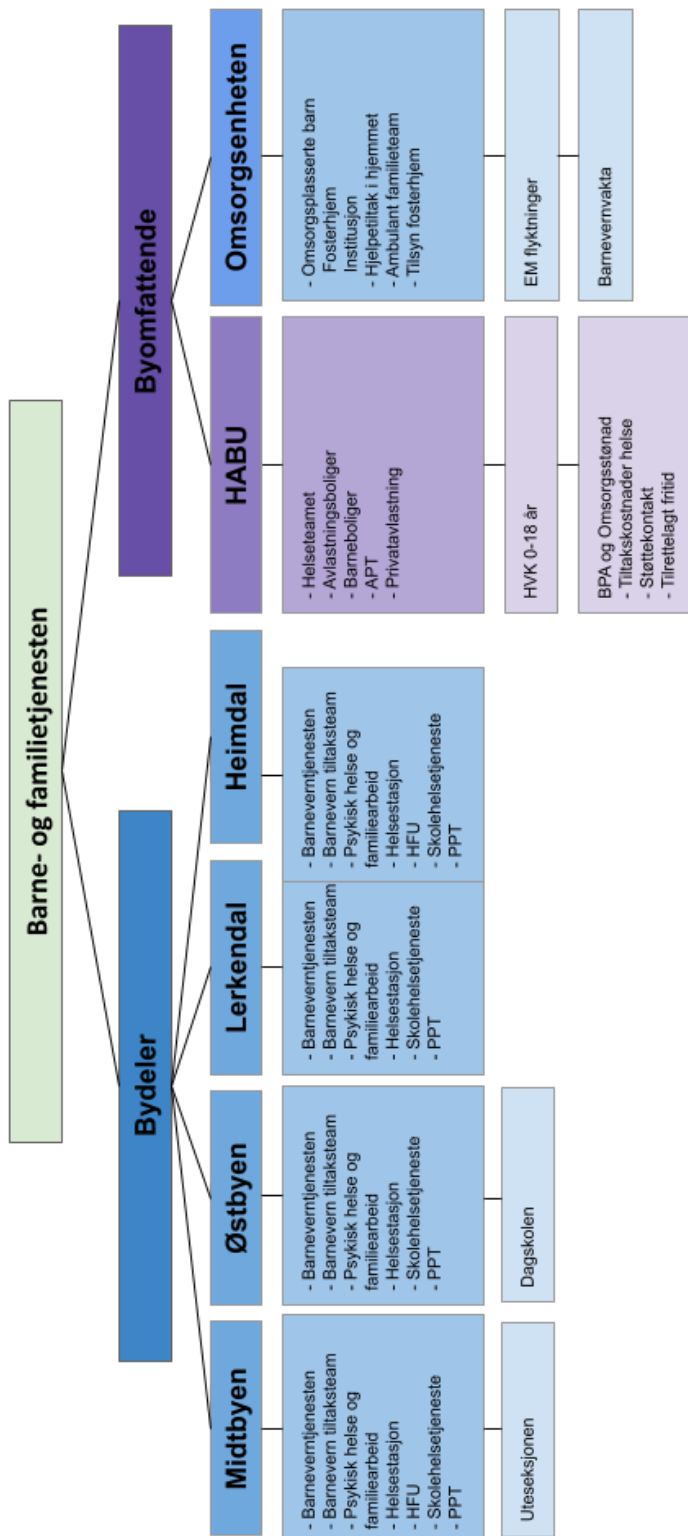 Barne- og familietjenesten
Bydeler
Byomfattende
Midtbyen
Østbyen
Lerkendal
Heimdal
HABU
Omsorgsenheten
- Barneverntjenesten
- Barnevern tiltaksteam
- Psykisk helse og
familiearbeid
- Helsestasjon
- HFU
- Skolehelsetjeneste
- PPT
- Barneverntjenesten
- Barnevern tiltaksteam
- Psykisk helse og
familiearbeid
- Helsestasjon
- Skolehelsetjeneste
- PPT
- Barneverntjenesten
- Barnevern tiltaksteam
- Psykisk helse og
familiearbeid
- Helsestasjon
- Skolehelsetjeneste
- PPT
- Barneverntjenesten
- Barnevern tiltaksteam
- Psykisk helse og
familiearbeid
- Helsestasjon
- HFU
- Skolehelsetjeneste
- PPT
- Helseteamet
- Avlastningsboliger
- Barneboliger
- APT
- Privatavlastning
- Omsorgsplasserte barn
Fosterhjem
Institusjon
- Hjelpetiltak i hjemmet
- Ambulant familieteam
- Tilsyn fosterhjem
Uteseksjonen
Dagskolen
HVK 0-18 år
EM flyktninger
BPA og Omsorgsstønad
- Tiltakskostnader helse
- Støttekontakt
- Tilrettelagt fritid
Barnevernvakta